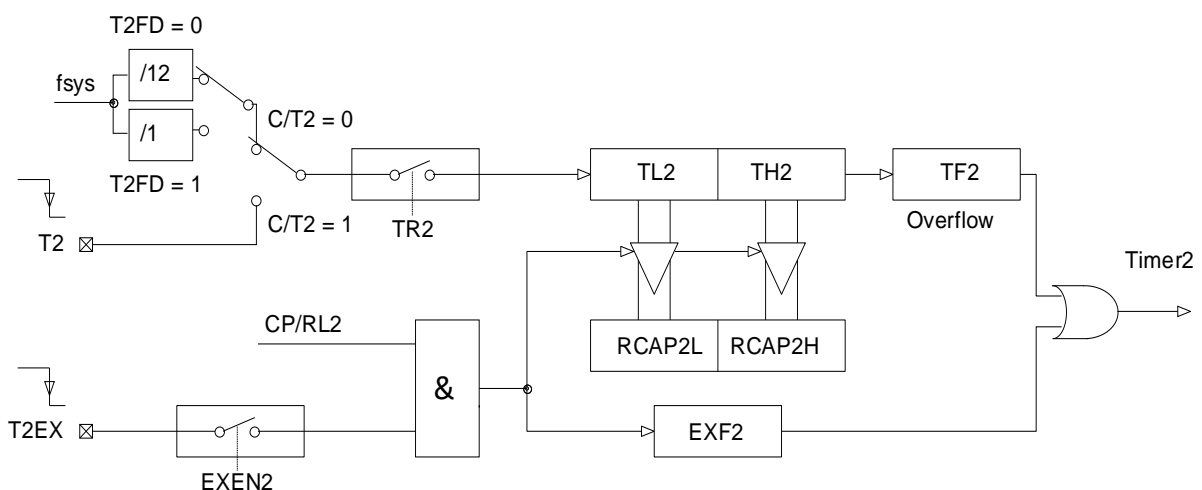 T2FD = 0
/12
fsys
/1
C/T2 = 0
T2FD = 1
C/T2 = 1
T2
TR2
TL2
TH2
TF2
Overflow
Timer2
CP/RL2
RCAP2L
RCAP2H
&
T2EX
EXEN2
EXF2